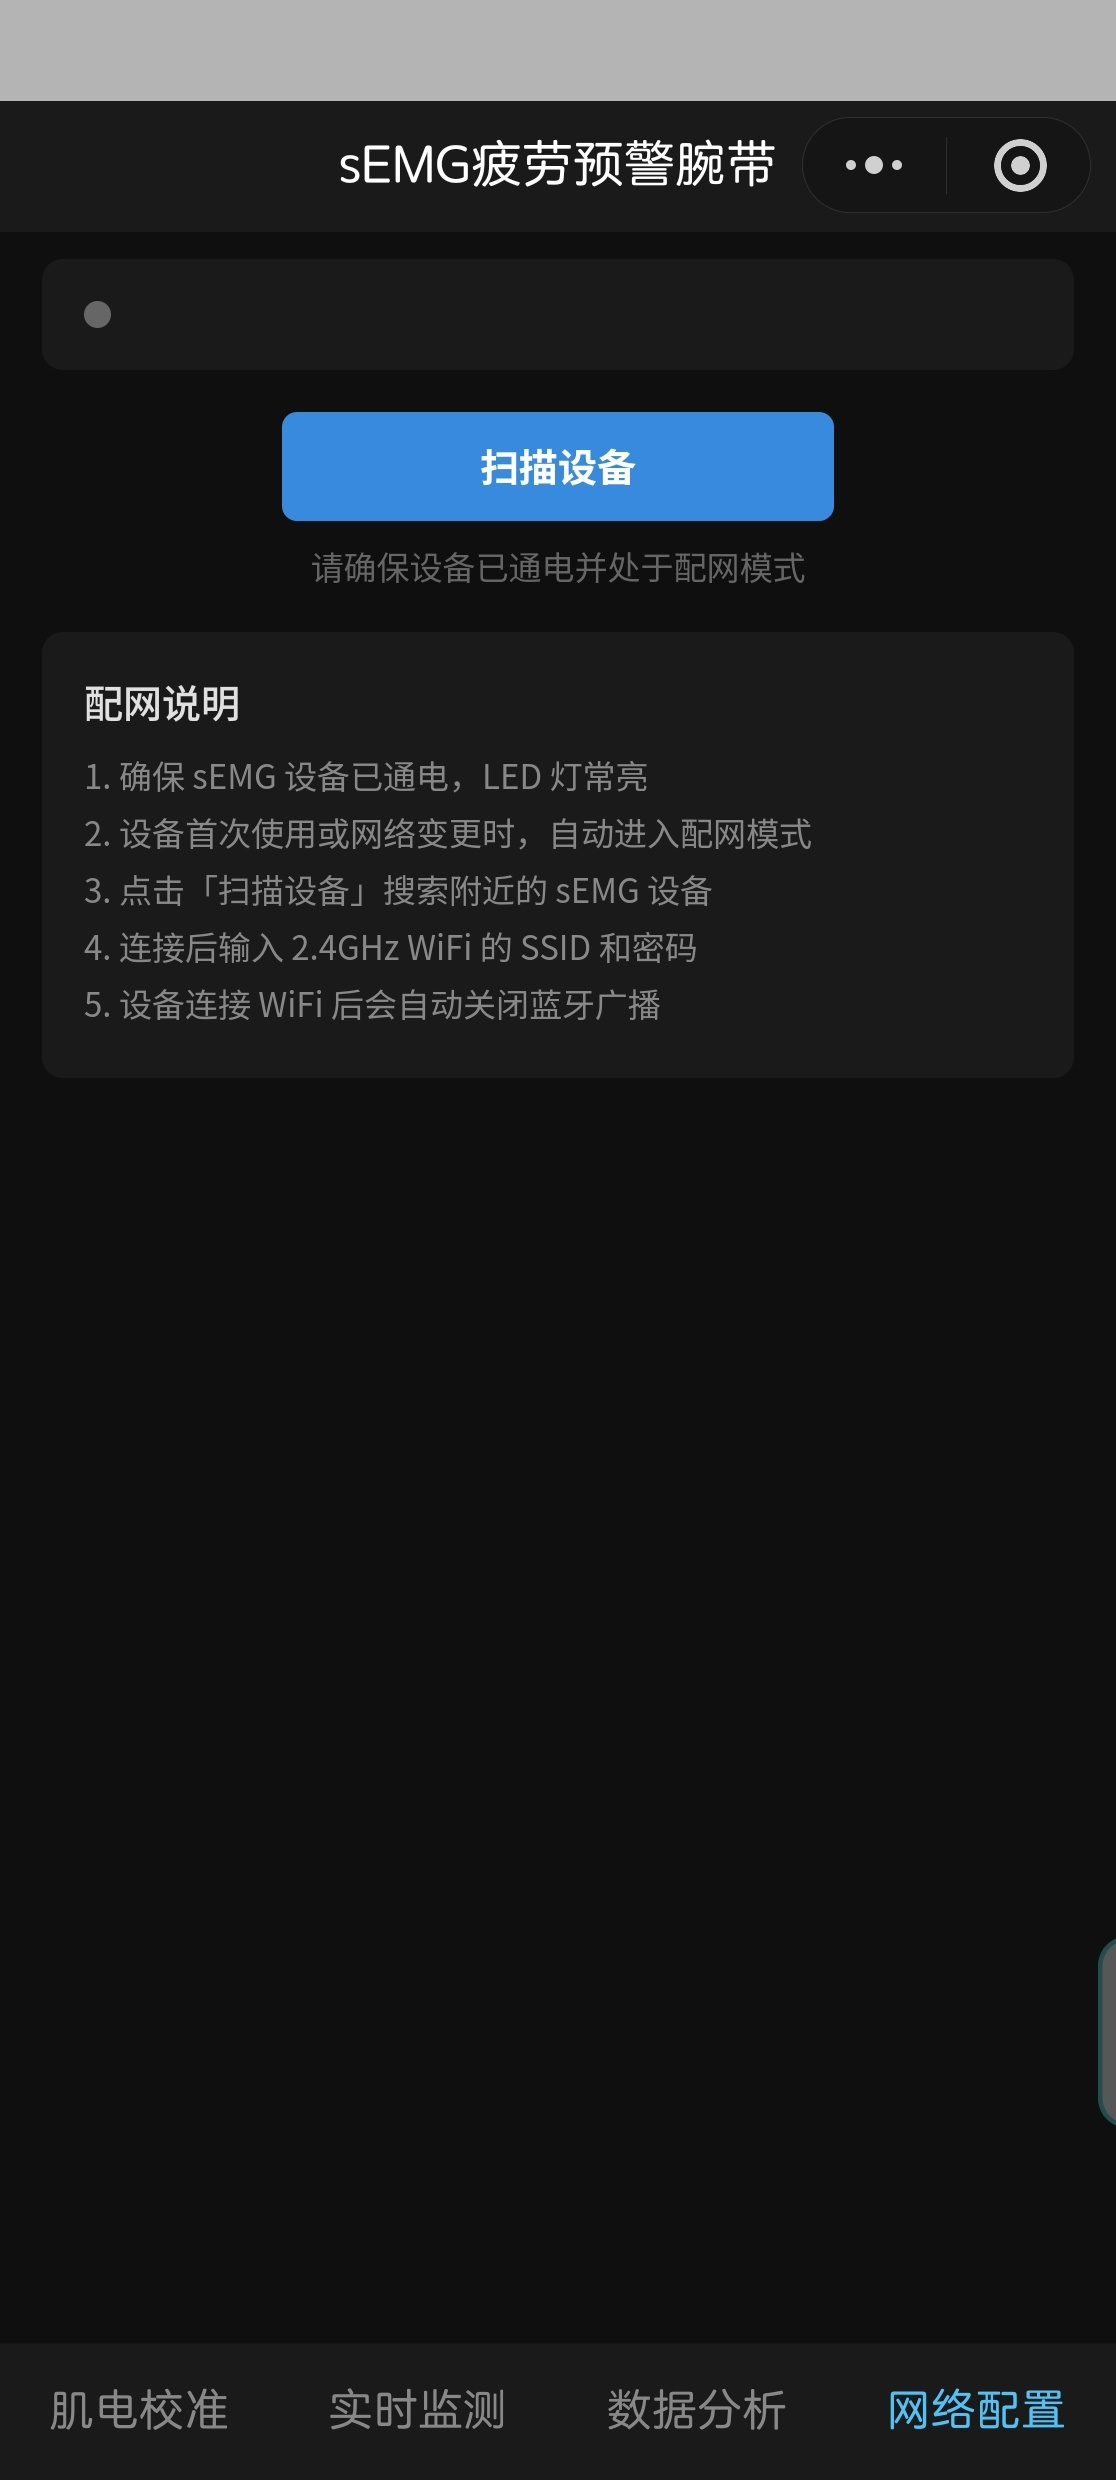 sEMG疲劳预警腕带
扫描设备
请确保设备已通电并处于配网模式
配网说明
1. 确保 sEMG 设备已通电，LED 灯常亮
2. 设备首次使用或网络变更时，自动进入配网模式
3. 点击「扫描设备」搜索附近的 sEMG 设备
4. 连接后输入 2.4GHz WiFi 的 SSID 和密码
5. 设备连接 WiFi 后会自动关闭蓝牙广播
肌电校准 实时监测 数据分析 网络配置